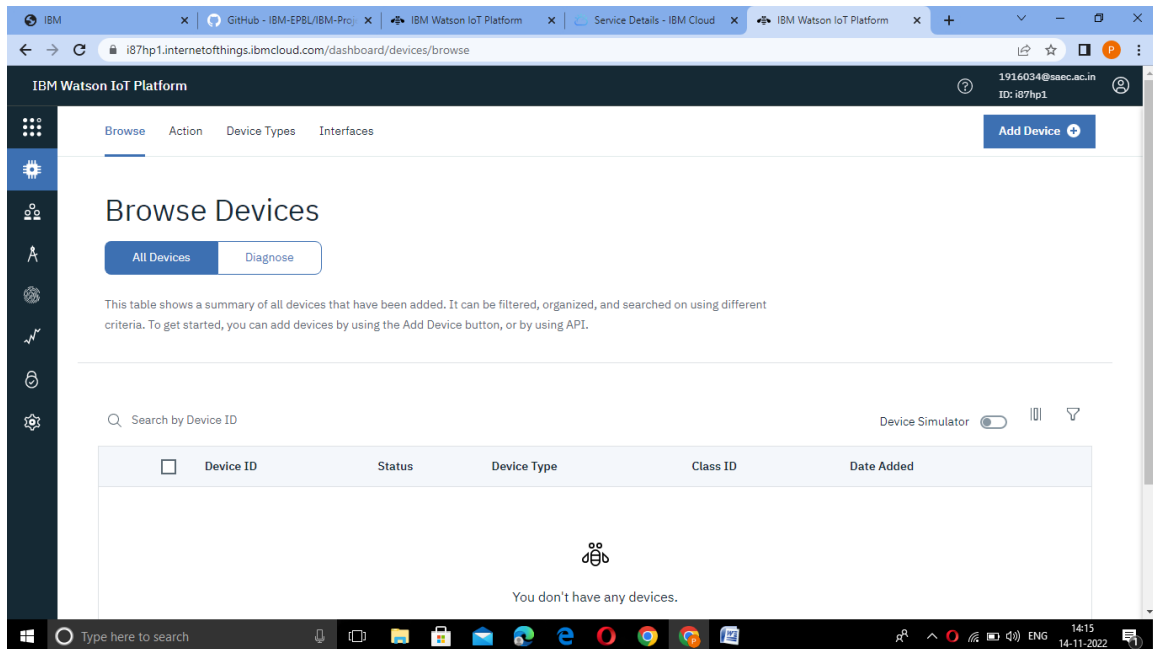 IBM
GitHub - IBM-EPBL/IBM-Proj
IBM Watson IoT Platform
Service Details - IBM Cloud
IBM Watson IoT Platform
i87hp1.internetofthings.ibmcloud.com/dashboard/devices/browse
P
IBM Watson IoT Platform
1916034@saec.ac.in
ID: i87hp1
Browse Action Device Types Interfaces
Add Device
Browse Devices
All Devices Diagnose
This table shows a summary of all devices that have been added. It can be filtered, organized, and searched on using different
criteria. To get started, you can add devices by using the Add Device button, or by using API.
Search by Device ID
Device Simulator
Device ID Status Device Type Class ID Date Added
You don't have any devices.
Type here to search
ENG
14:15
14-11-2022
1